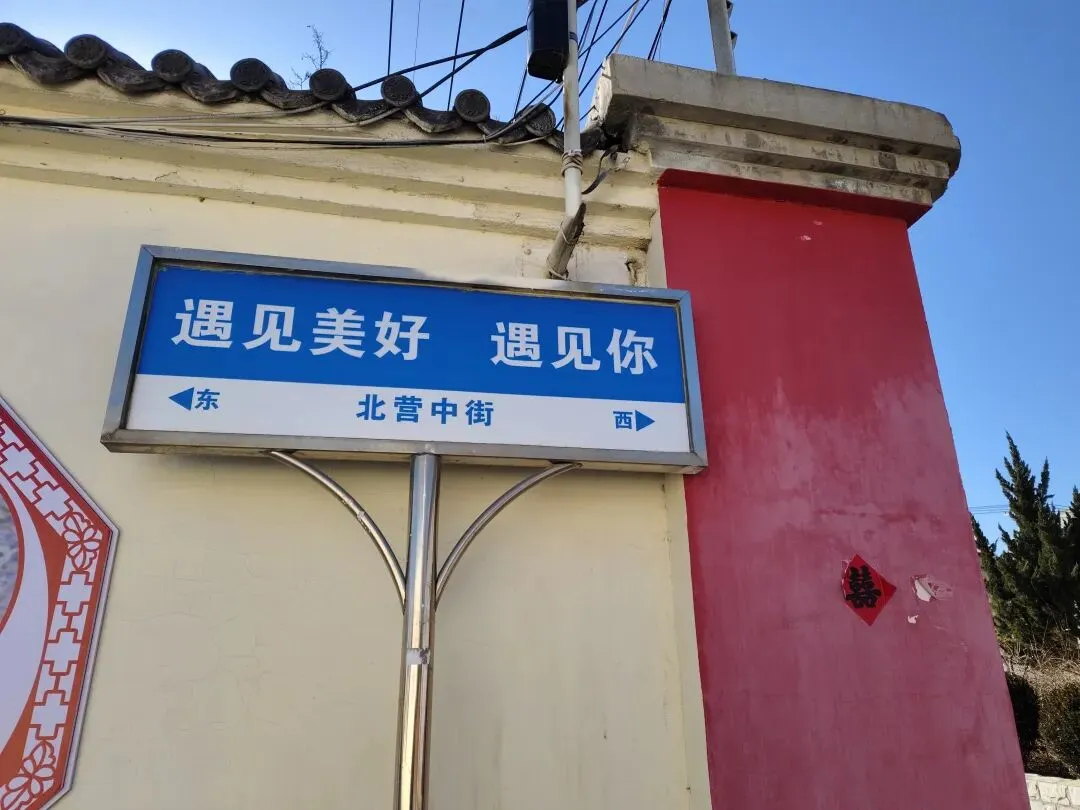 遇见美好 遇见你
东 北营中街 西
囍